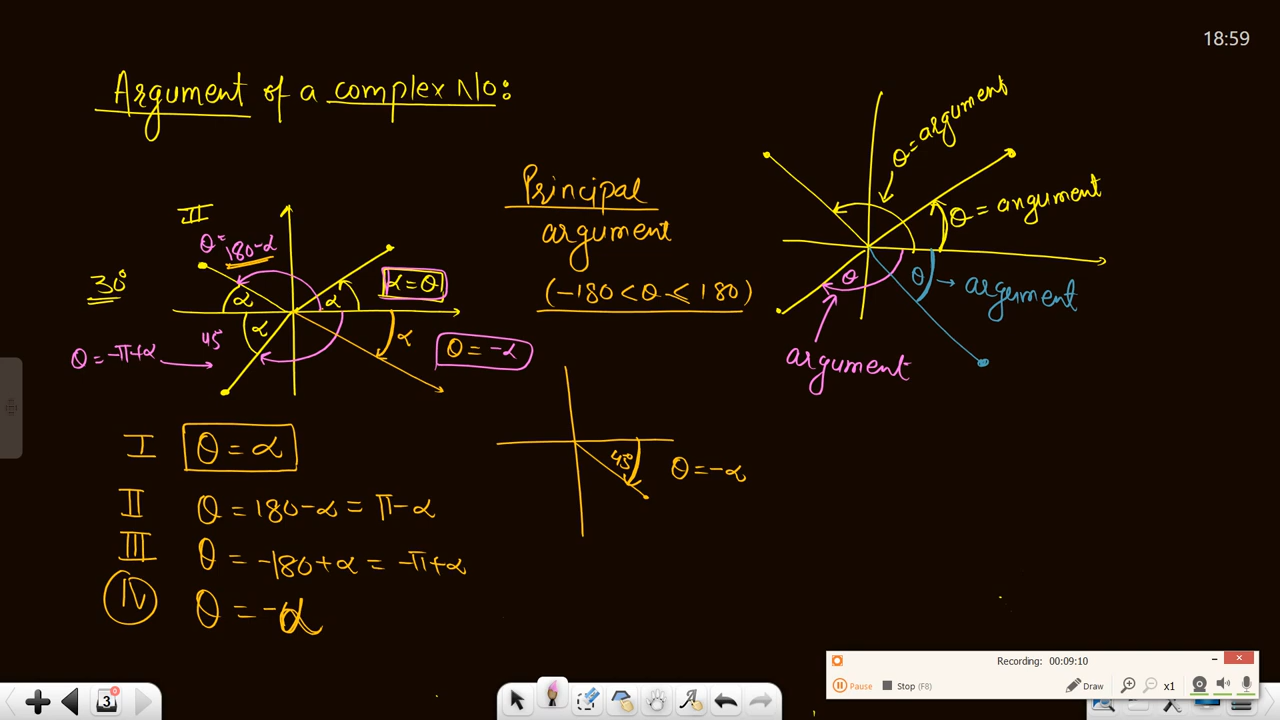 18:59
Argument of a complex No:
Principal
argument
(-180 < θ ≤ 180)
II
θ = 180-α
30°
α
α
α = θ
α
45°
α
θ = -π+α
θ = -α
θ = argument
θ = argument
θ
θ → argument
argument
I θ = α
II θ = 180-α = π-α
III θ = -180+α = -π+α
IV θ = -α
45°
θ = -α
Recording: 00:09:10
Pause
Stop (F8)
Draw
x1
3
0